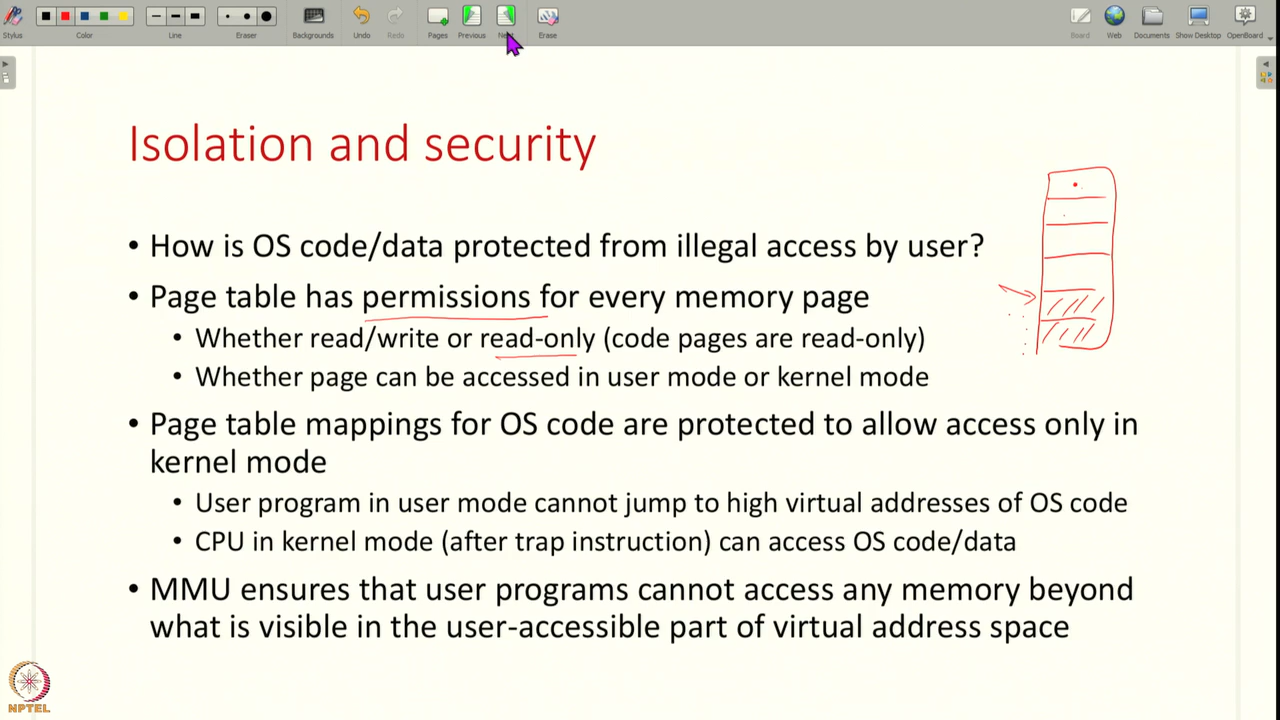 Stylus
Color
Line
Eraser
Backgrounds
Undo
Redo
Pages
Previous
Erase
Board
Web
Documents
Show Desktop
OpenBoard
Isolation and security
• How is OS code/data protected from illegal access by user?
• Page table has permissions for every memory page
• Whether read/write or read-only (code pages are read-only)
• Whether page can be accessed in user mode or kernel mode
• Page table mappings for OS code are protected to allow access only in
kernel mode
• User program in user mode cannot jump to high virtual addresses of OS code
• CPU in kernel mode (after trap instruction) can access OS code/data
• MMU ensures that user programs cannot access any memory beyond
what is visible in the user-accessible part of virtual address space
NPTEL